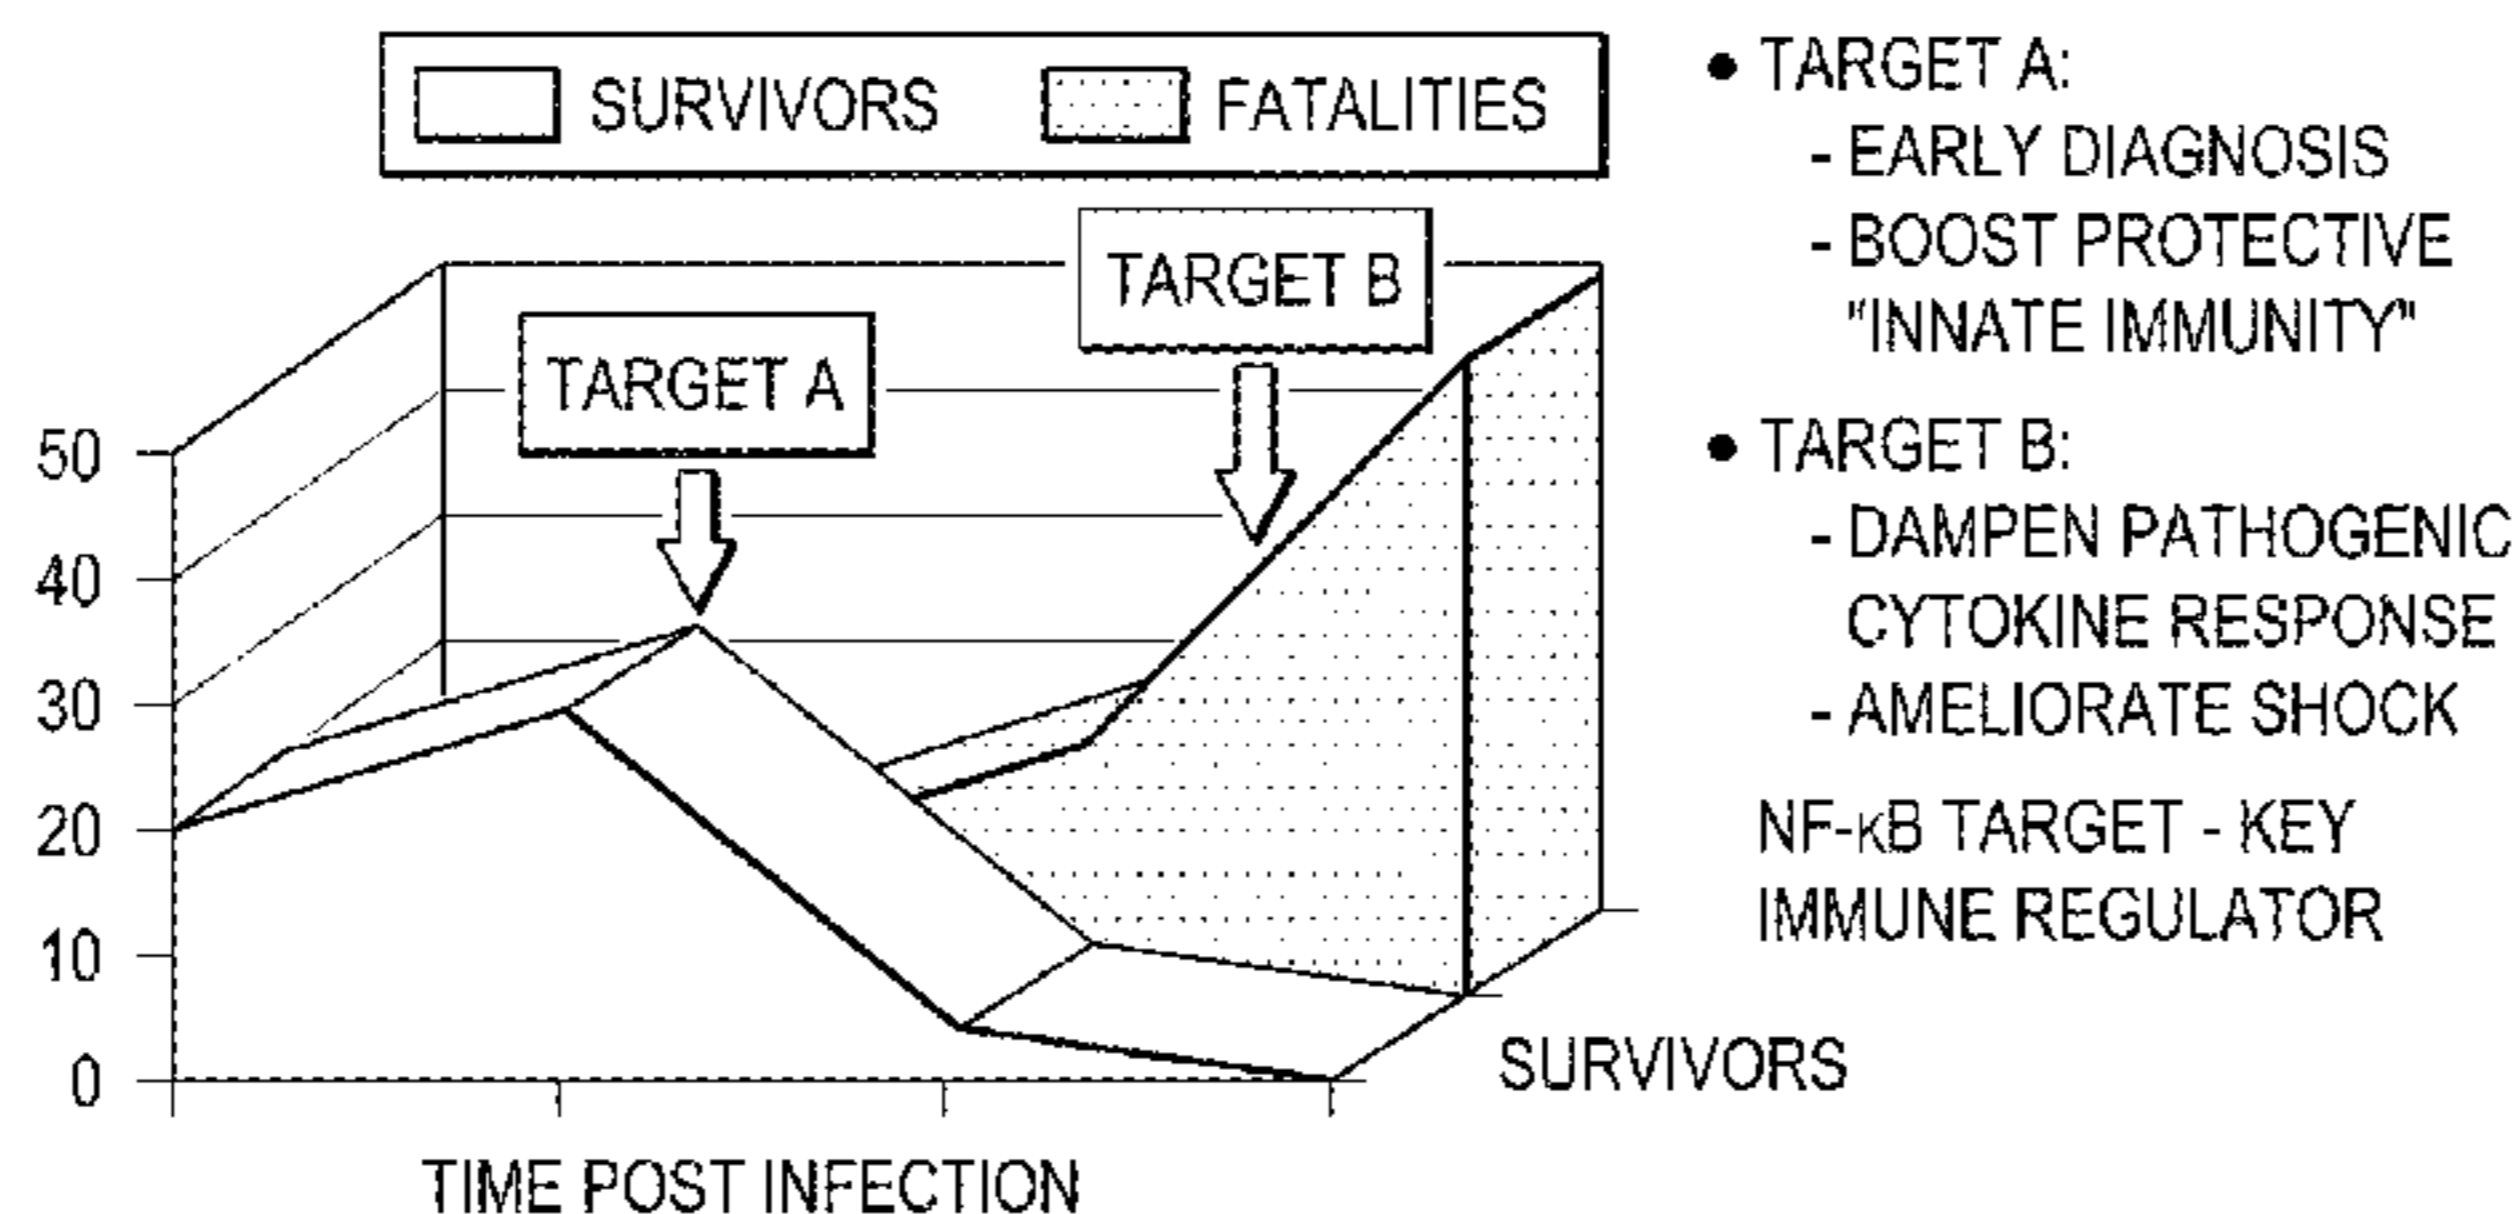 SURVIVORS
FATALITIES
TARGET A
TARGET B
50
40
30
20
10
0
TIME POST INFECTION
SURVIVORS
● TARGET A:
- EARLY DIAGNOSIS
- BOOST PROTECTIVE
"INNATE IMMUNITY"
● TARGET B:
- DAMPEN PATHOGENIC
CYTOKINE RESPONSE
- AMELIORATE SHOCK
NF-κB TARGET - KEY
IMMUNE REGULATOR